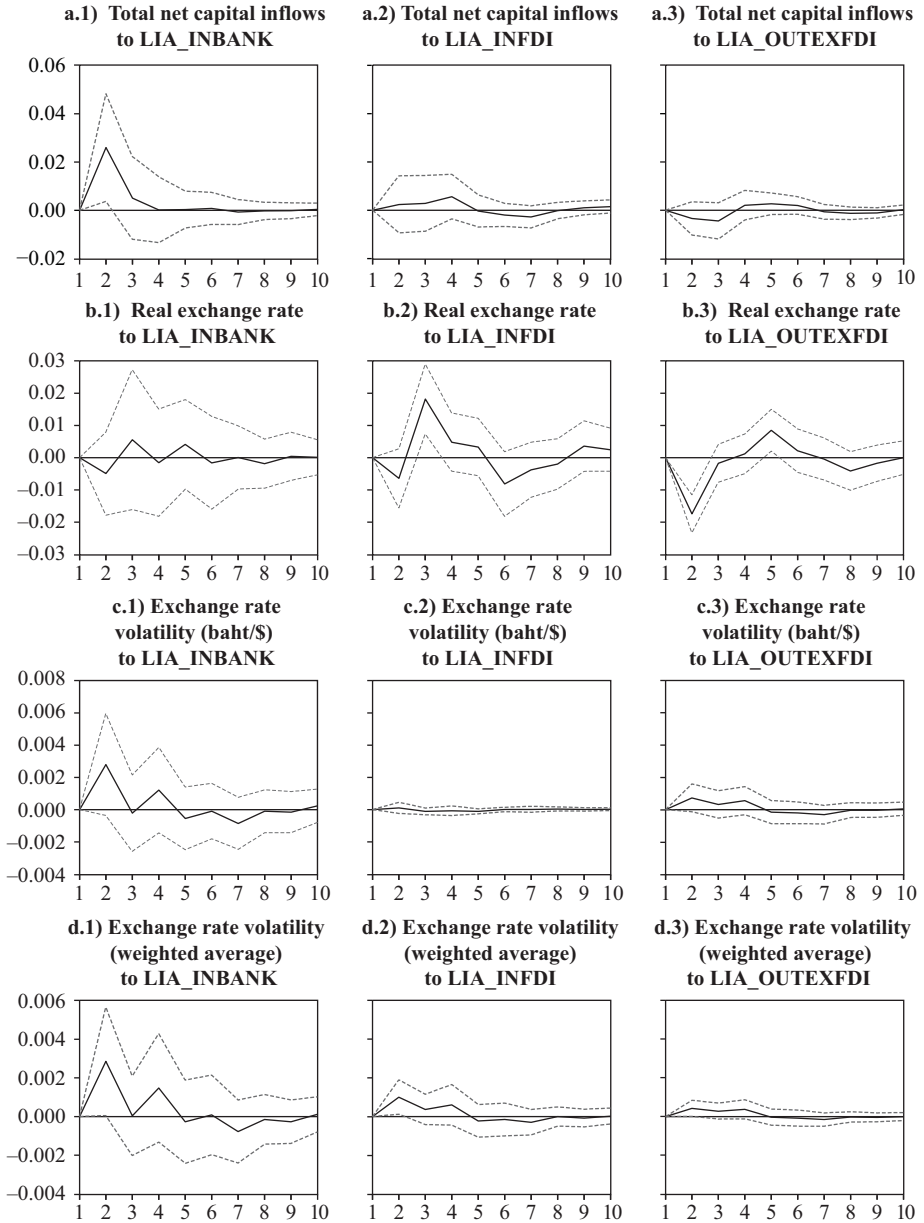 a.1) Total net capital inflows
to LIA_INBANK
a.2) Total net capital inflows
to LIA_INFDI
a.3) Total net capital inflows
to LIA_OUTEXFDI
0.06
0.04
0.02
0.00
−0.02
1 2 3 4 5 6 7 8 9 10
1 2 3 4 5 6 7 8 9 10
1 2 3 4 5 6 7 8 9 10
b.1) Real exchange rate
to LIA_INBANK
b.2) Real exchange rate
to LIA_INFDI
b.3) Real exchange rate
to LIA_OUTEXFDI
0.03
0.02
0.01
0.00
−0.01
−0.02
−0.03
1 2 3 4 5 6 7 8 9 10
1 2 3 4 5 6 7 8 9 10
1 2 3 4 5 6 7 8 9 10
c.1) Exchange rate
volatility (baht/$)
to LIA_INBANK
c.2) Exchange rate
volatility (baht/$)
to LIA_INFDI
c.3) Exchange rate
volatility (baht/$)
to LIA_OUTEXFDI
0.008
0.006
0.004
0.002
0.000
−0.002
−0.004
1 2 3 4 5 6 7 8 9 10
1 2 3 4 5 6 7 8 9 10
1 2 3 4 5 6 7 8 9 10
d.1) Exchange rate volatility
(weighted average)
to LIA_INBANK
d.2) Exchange rate volatility
(weighted average)
to LIA_INFDI
d.3) Exchange rate volatility
(weighted average)
to LIA_OUTEXFDI
0.006
0.004
0.002
0.000
−0.002
−0.004
1 2 3 4 5 6 7 8 9 10
1 2 3 4 5 6 7 8 9 10
1 2 3 4 5 6 7 8 9 10